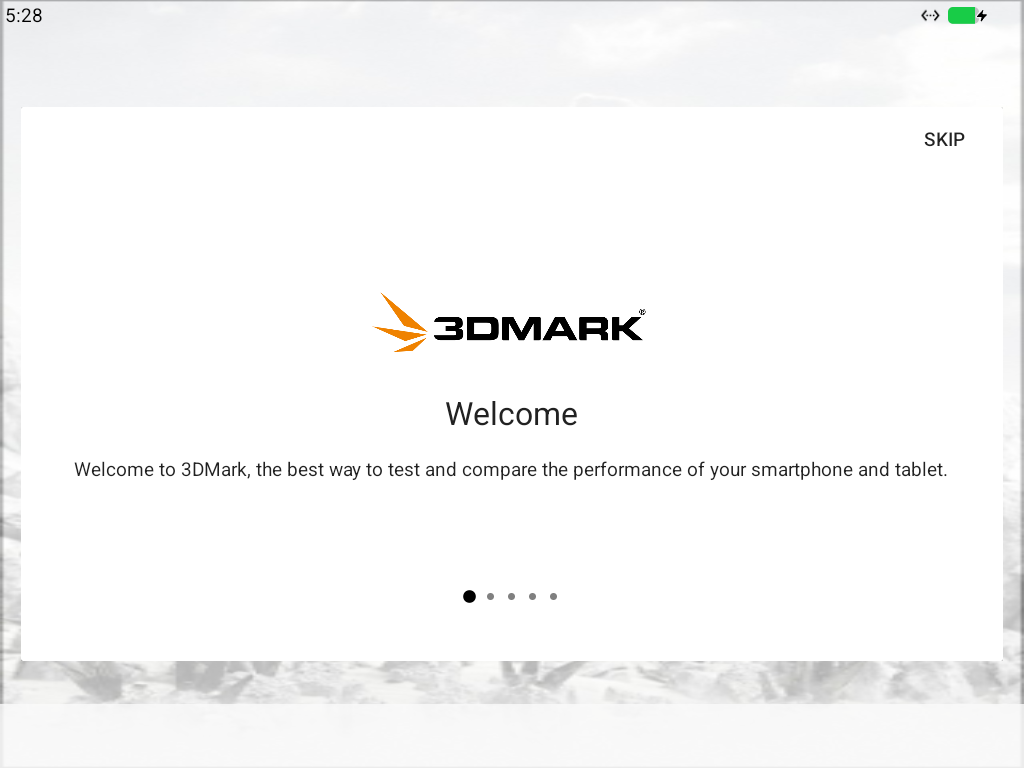 5:28
SKIP
3DMARK®
Welcome
Welcome to 3DMark, the best way to test and compare the performance of your smartphone and tablet.